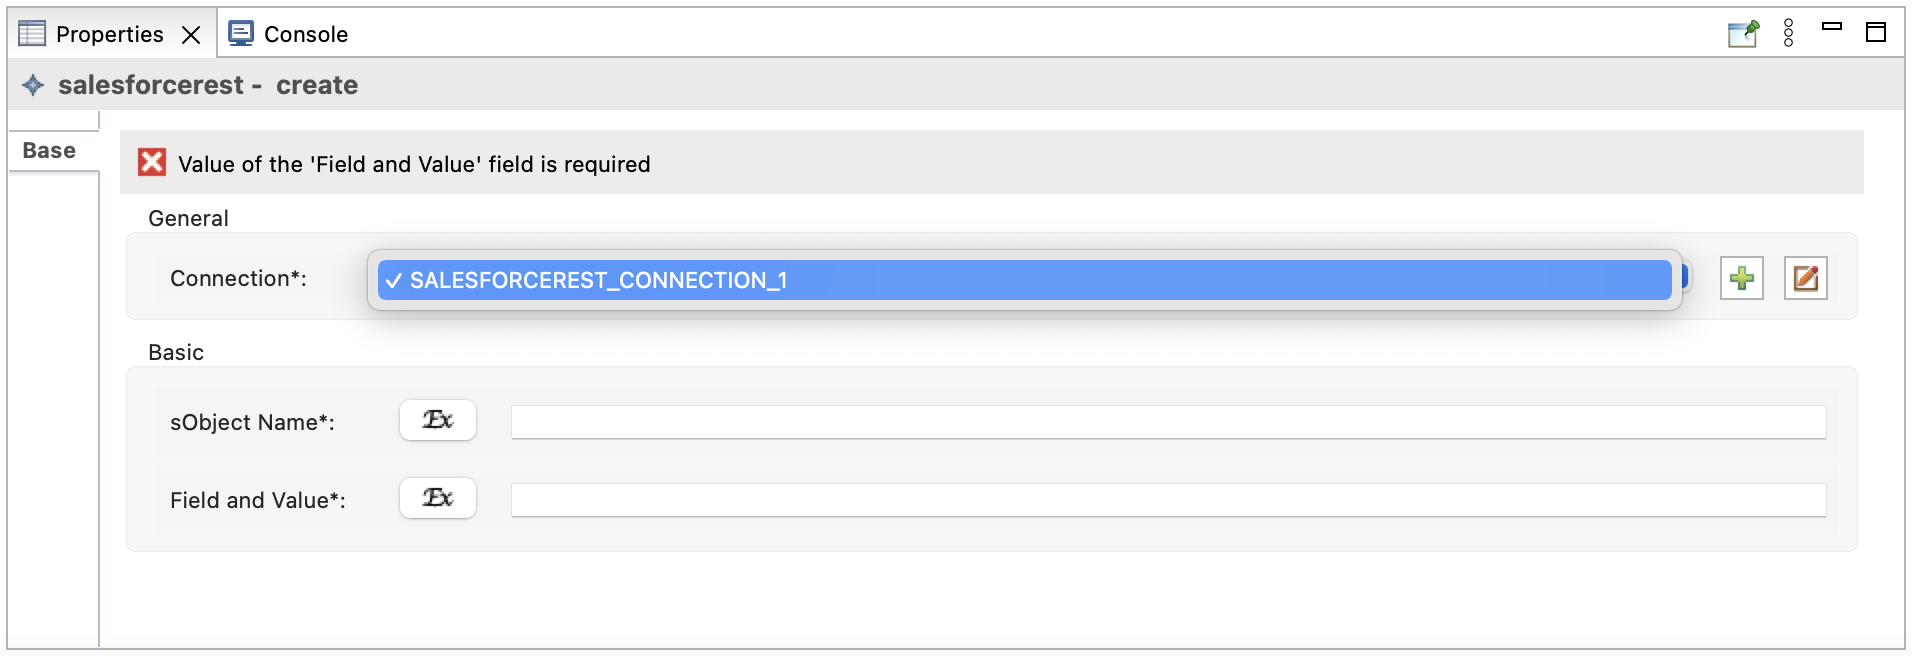 Properties
Console
salesforcerest - create
Base
Value of the 'Field and Value' field is required
General
Connection*:
✓ SALESFORCEREST_CONNECTION_1
Basic
sObject Name*:
Ex
Field and Value*:
Ex